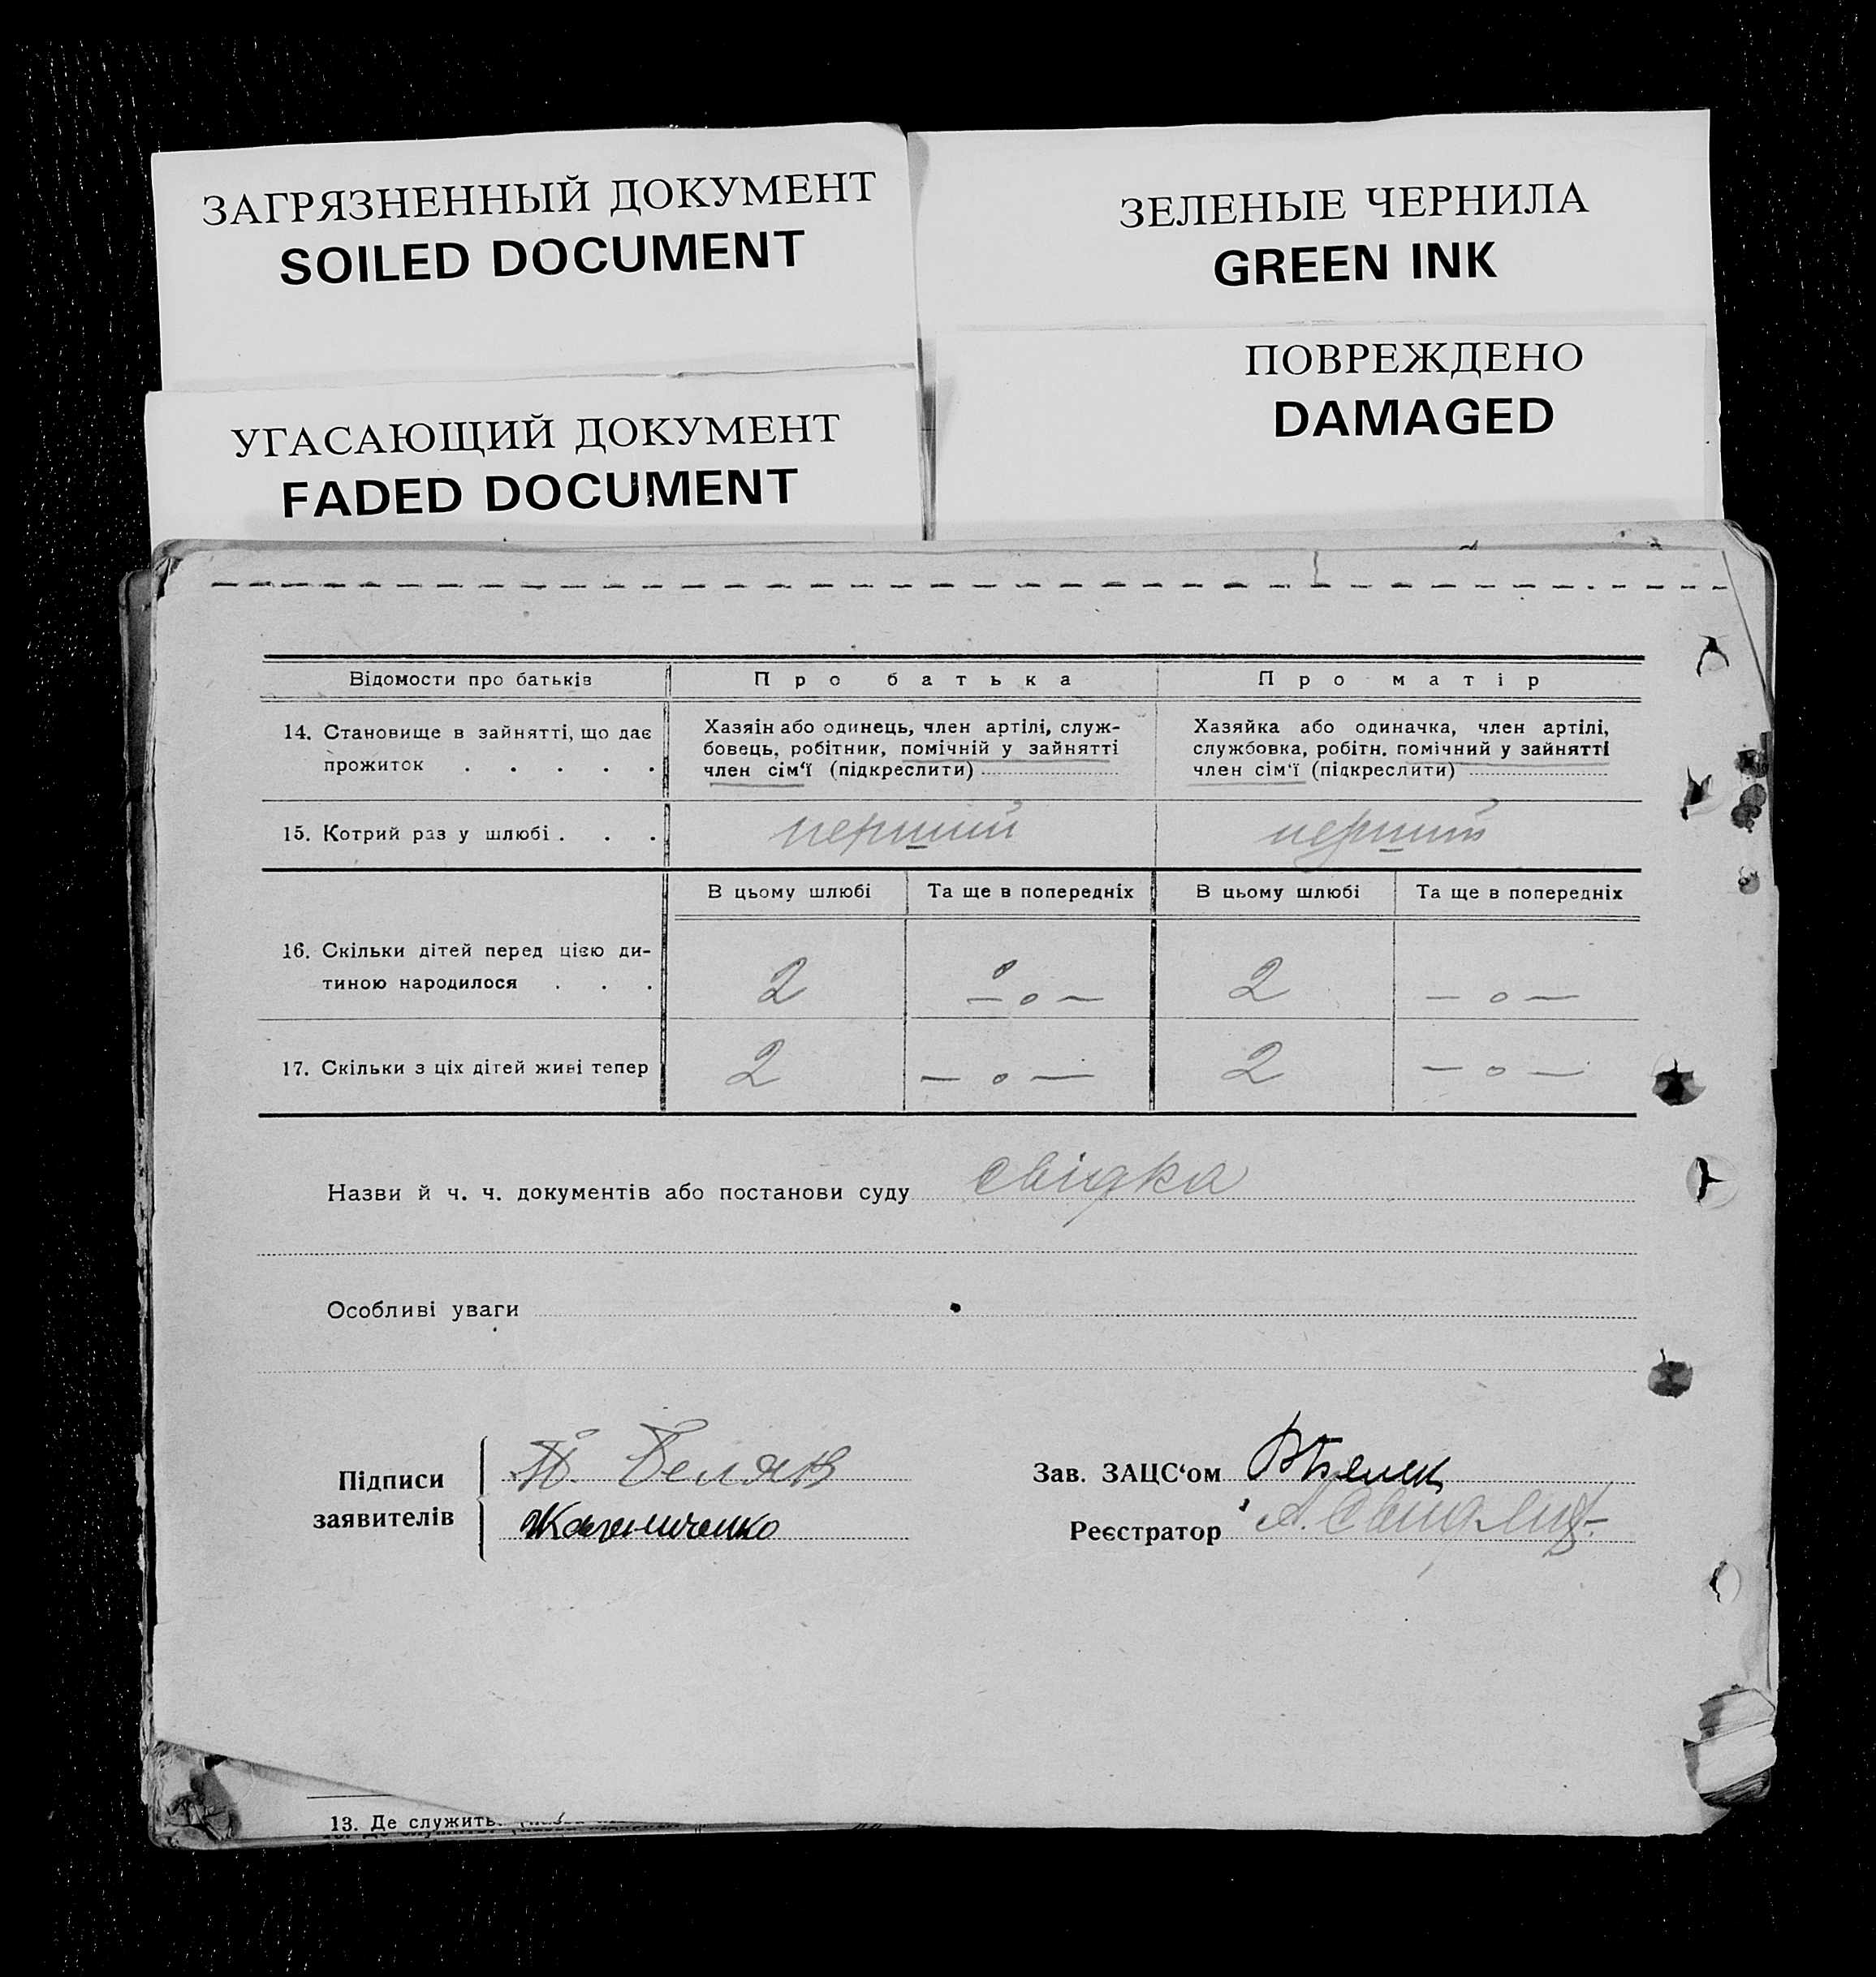 ЗАГРЯЗНЕННЫЙ ДОКУМЕНТ
SOILED DOCUMENT
ЗЕЛЕНЫЕ ЧЕРНИЛА
GREEN INK
УГАСАЮЩИЙ ДОКУМЕНТ
FADED DOCUMENT
ПОВРЕЖДЕНО
DAMAGED
Відомости про батьків Про батька Про матір
14. Становище в зайнятті, що дає
прожиток . . . . .
Хазяїн або одинець, член артілі, служ-
бовець, робітник, помічній у зайнятті
член сім‘ї (підкреслити)
Хазяйка або одиначка, член артілі,
службовка, робітн. помічний у зайнятті
член сім‘ї (підкреслити)
15. Котрий раз у шлюбі . . . перший перший
В цьому шлюбі Та ще в попередніх В цьому шлюбі Та ще в попередніх
16. Скільки дітей перед цією ди-
тиною народилося . . . 2 — о — 2 — о —
17. Скільки з ціх дітей живі тепер 2 — о — 2 — о —
Назви й ч. ч. документів або постанови суду свідка
Особливі уваги
Підписи
заявителів
П. Беляв
Зав. ЗАЦС‘ом
Реєстратор А.
13. Де служить.